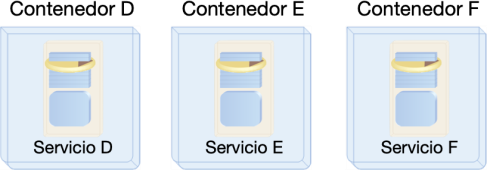 Contenedor D
Contenedor E
Contenedor F
Servicio D
Servicio E
Servicio F